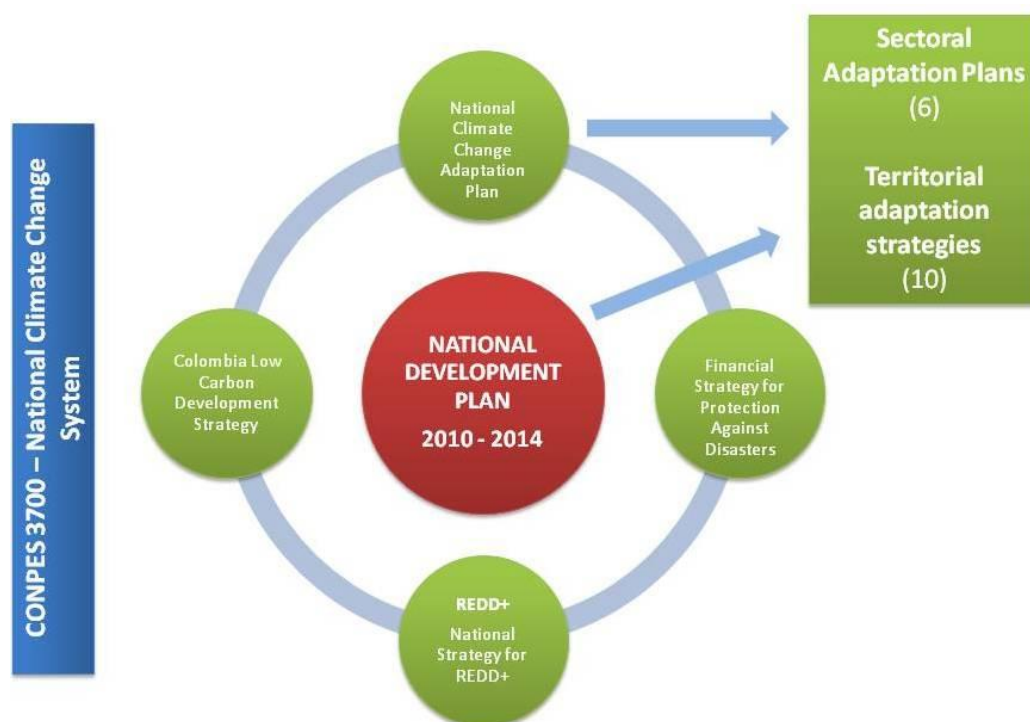 CONPES 3700 – National Climate Change
System
National
Climate
Change
Adaptation
Plan
Sectoral
Adaptation Plans
(6)
Territorial
adaptation
strategies
(10)
Colombia Low
Carbon
Development
Strategy
NATIONAL
DEVELOPMENT
PLAN
2010 - 2014
Financial
Strategy for
Protection
Against
Disasters
REDD+
National
Strategy for
REDD+